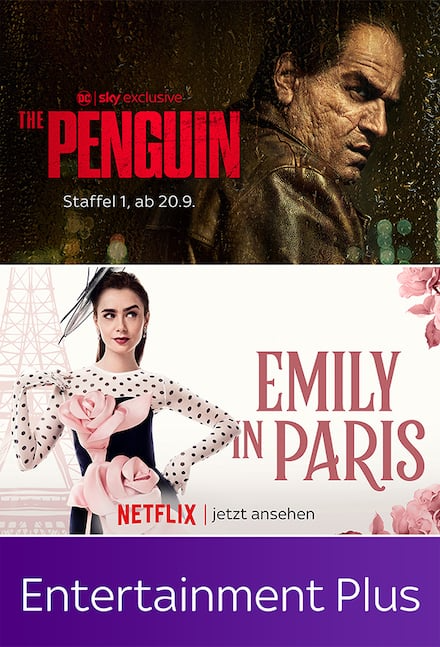 DC | sky exclusive
THE PENGUIN
Staffel 1, ab 20.9.
EMILY
IN PARIS
NETFLIX | jetzt ansehen
Entertainment Plus